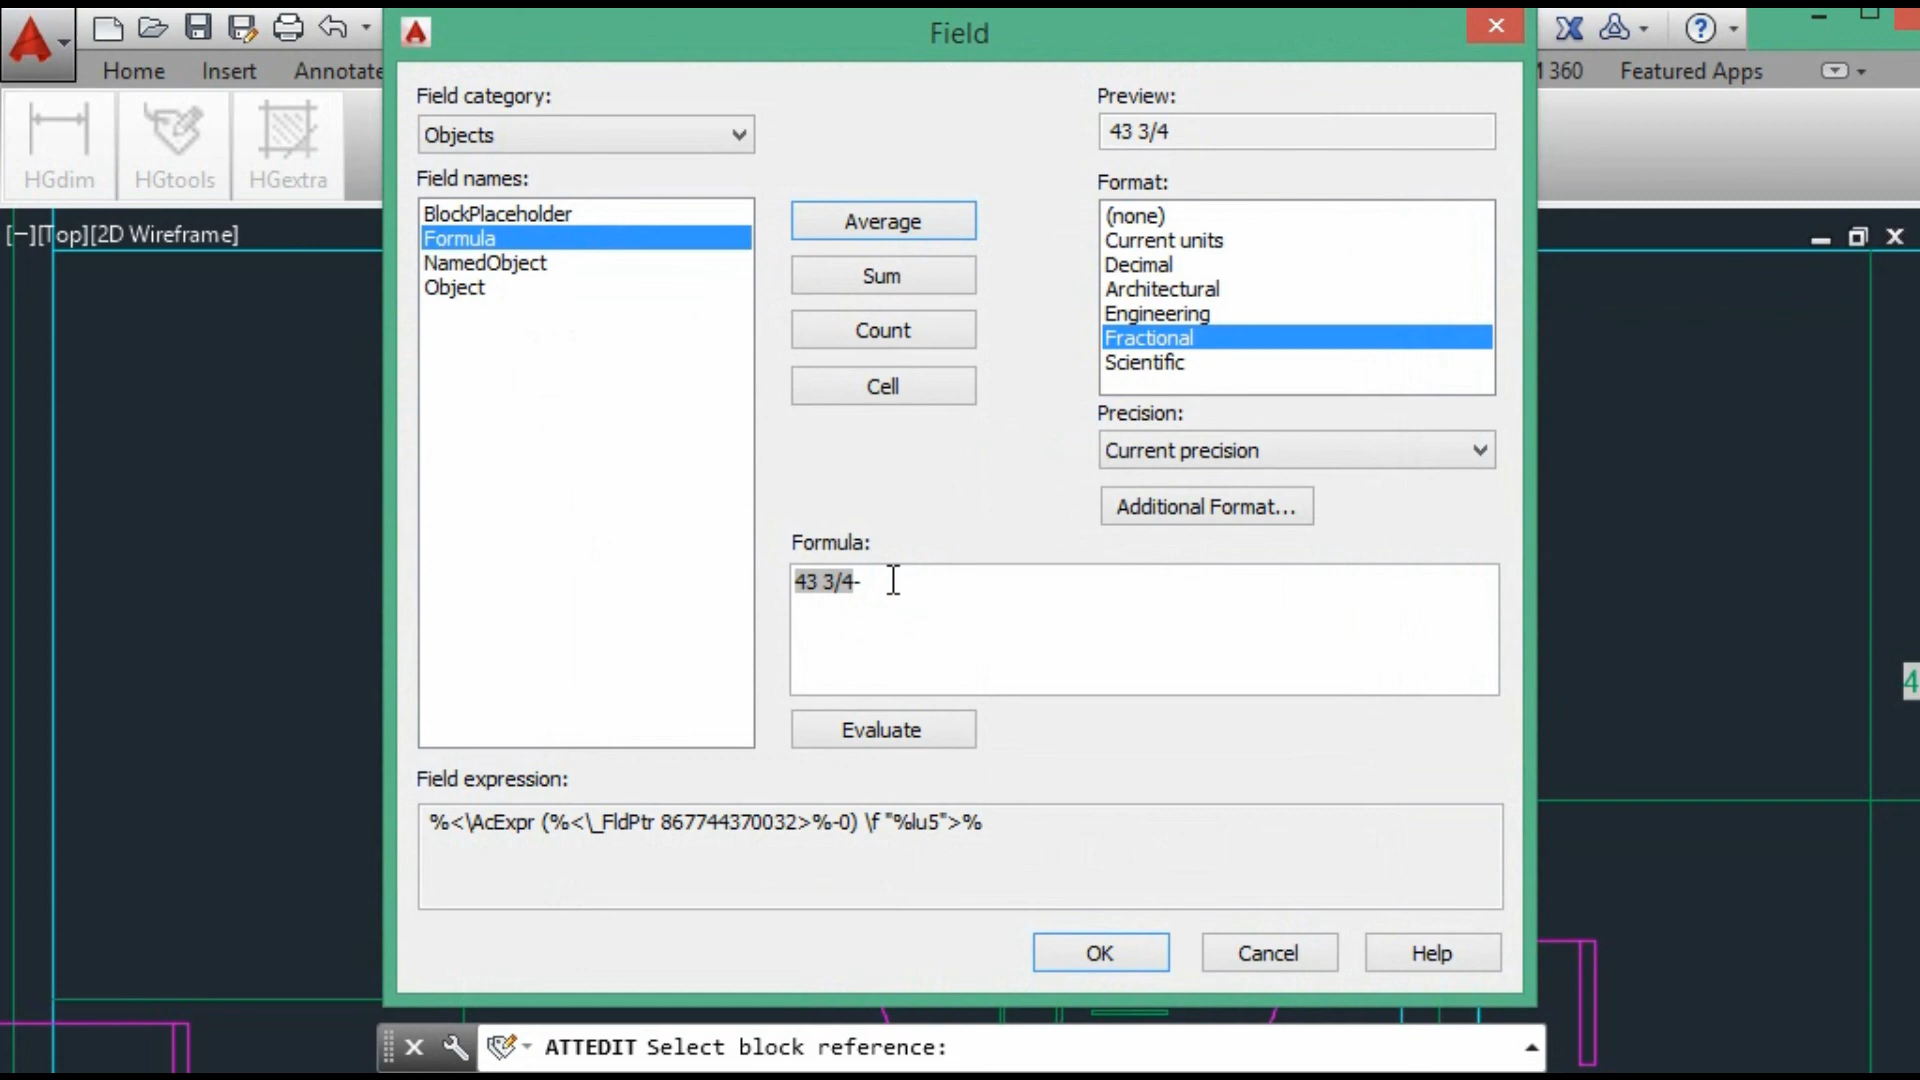 Field
Home
Insert
Annotate
360
Featured Apps
HGdim
HGtools
HGextra
[−][Top][2D Wireframe]
Field category:
Objects
Field names:
BlockPlaceholder
Formula
NamedObject
Object
Average
Sum
Count
Cell
Preview:
43 3/4
Format:
(none)
Current units
Decimal
Architectural
Engineering
Fractional
Scientific
Precision:
Current precision
Additional Format...
Formula:
43 3/4-
4
Evaluate
Field expression:
%<\AcExpr (%<\_FldPtr 867744370032>%-0) \f "%lu5">%
OK
Cancel
Help
ATTEDIT Select block reference: